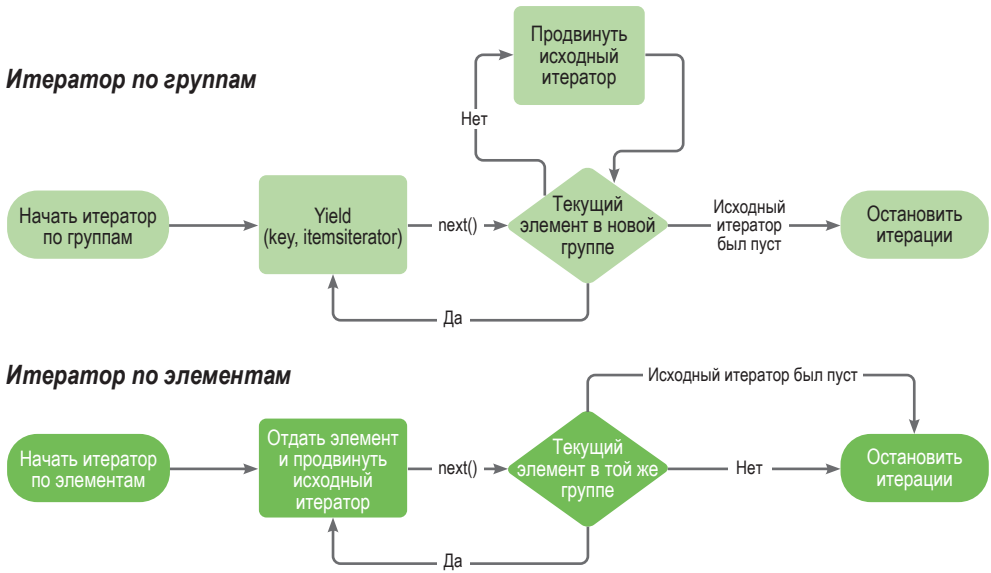 Итератор по группам
Продвинуть
исходный
итератор
Нет
Начать итератор
по группам
Yield
(key, itemsiterator)
next()
Текущий
элемент в новой
группе
Исходный
итератор
был пуст
Остановить
итерации
Да
Итератор по элементам
Исходный итератор был пуст
Начать итератор
по элементам
Отдать элемент
и продвинуть
исходный
итератор
next()
Текущий
элемент в той же
группе
Нет
Остановить
итерации
Да